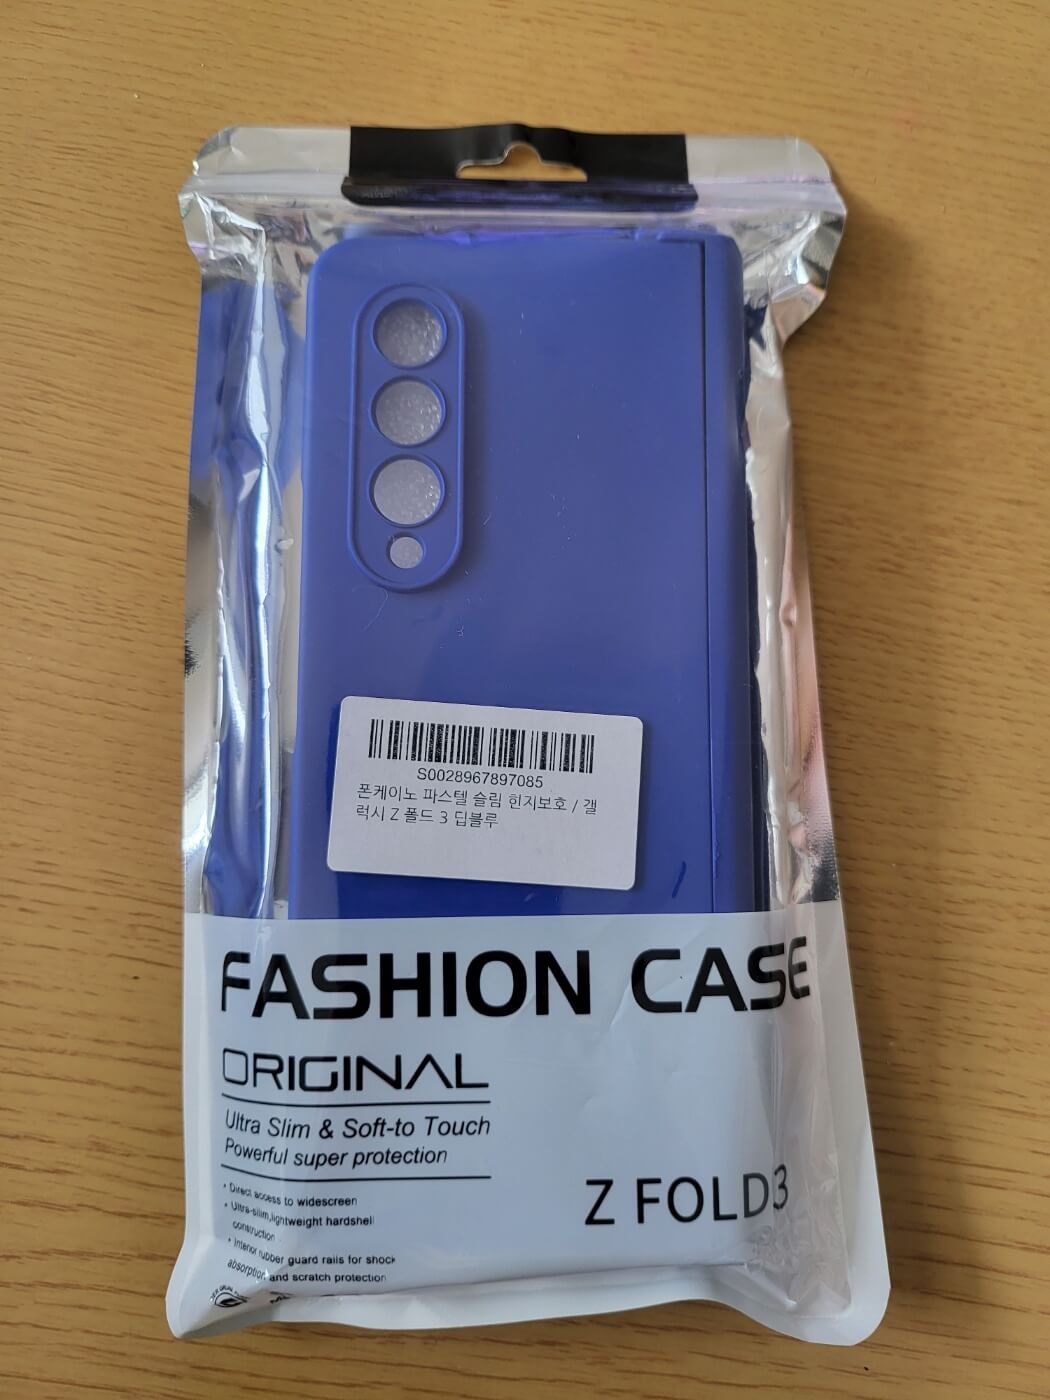 S0028967897085
폰케이노 파스텔 슬림 힌지보호 / 갤
럭시 Z 폴드 3 딥블루
FASHION CASE
ORIGINAL
Ultra Slim & Soft-to Touch
Powerful super protection
• Direct access to widescreen
• Ultra-slim,lightweight hardshell
construction
• Interior rubber guard rails for shock
absorption and scratch protection
Z FOLD3